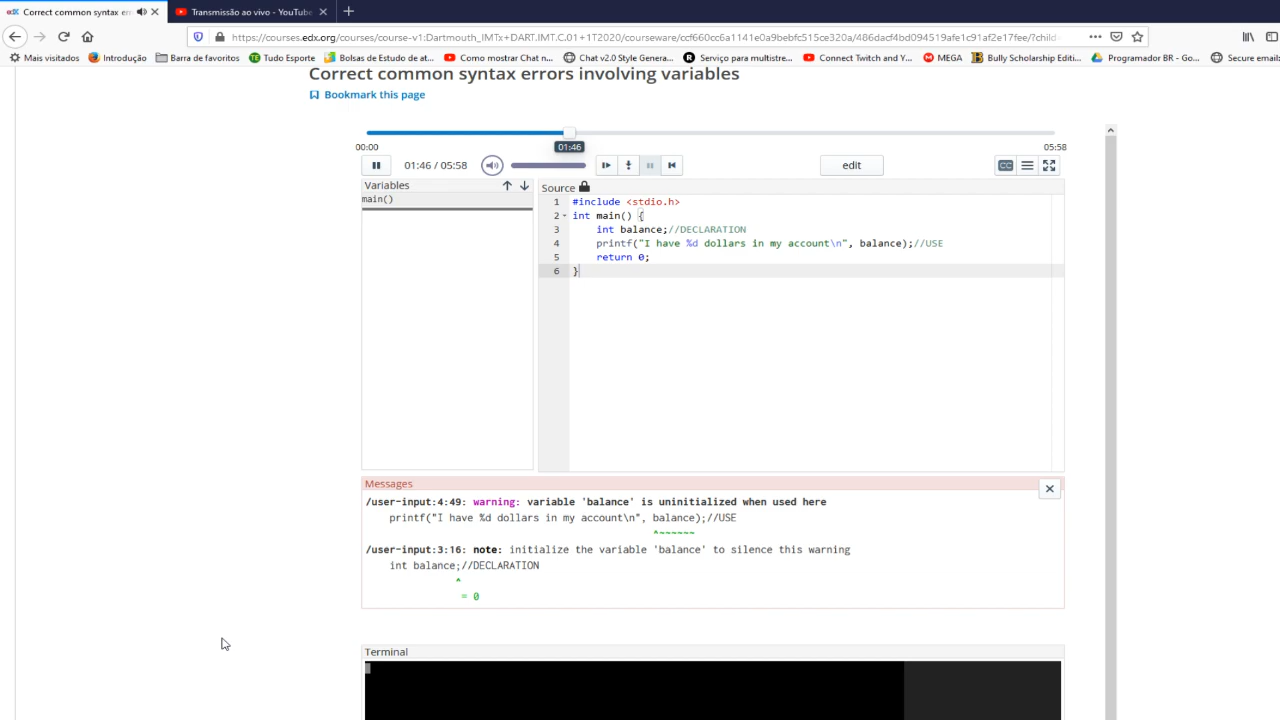 Correct common syntax err
Transmissão ao vivo - YouTube
https://courses.edx.org/courses/course-v1:Dartmouth_IMTx+DART.IMT.C.01+1T2020/courseware/ccf660cc6a1141e0a9bebfc515ce320a/486dacf4bd094519afe1c91af2e17fee/?child
Mais visitados Introdução Barra de favoritos TE Tudo Esporte Bolsas de Estudo de at... Como mostrar Chat n... Chat v2.0 Style Genera... R Serviço para multistre... Connect Twitch and Y... M MEGA B Bully Scholarship Editi... Programador BR - Go... Secure emails
Correct common syntax errors involving variables
Bookmark this page
00:00 01:46 05:58
01:46 / 05:58 edit CC
Variables
main()
Source
1 #include <stdio.h>
2 int main() {
3 int balance;//DECLARATION
4 printf("I have %d dollars in my account\n", balance);//USE
5 return 0;
6 }
Messages
/user-input:4:49: warning: variable 'balance' is uninitialized when used here
printf("I have %d dollars in my account\n", balance);//USE
^~~~~~~
/user-input:3:16: note: initialize the variable 'balance' to silence this warning
int balance;//DECLARATION
^
= 0
Terminal